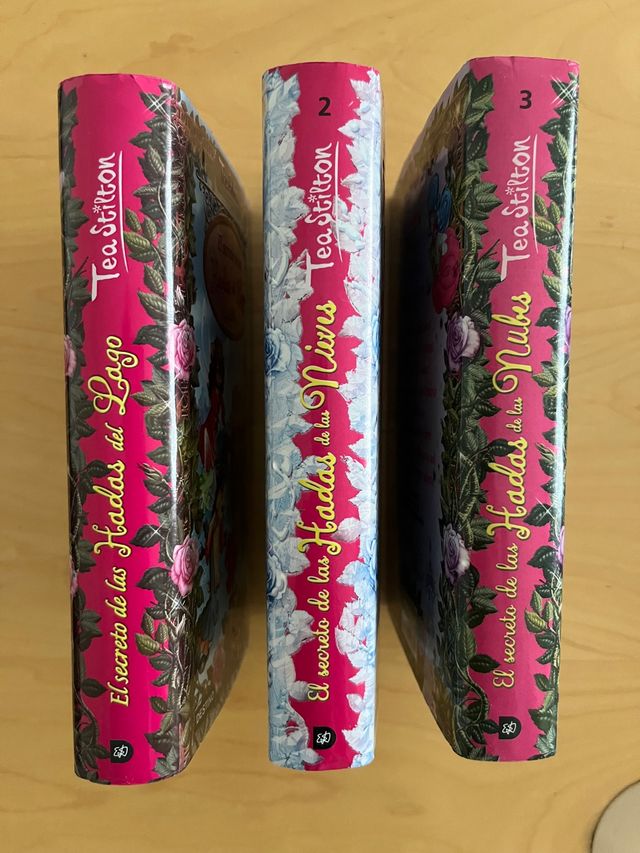 Tea Stilton
El secreto de las Hadas del Lago
2
Tea Stilton
El secreto de las Hadas de las Nieves
3
Tea Stilton
El secreto de las Hadas de las Nubes